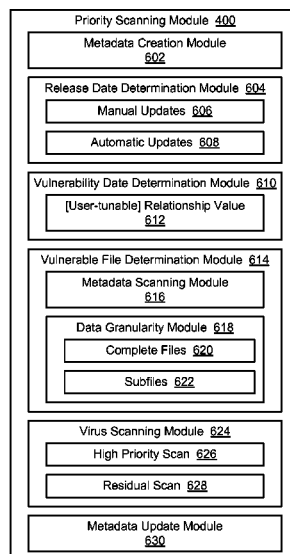 Priority Scanning Module 400
Metadata Creation Module
602
Release Date Determination Module 604
Manual Updates 606
Automatic Updates 608
Vulnerability Date Determination Module 610
[User-tunable] Relationship Value
612
Vulnerable File Determination Module 614
Metadata Scanning Module
616
Data Granularity Module 618
Complete Files 620
Subfiles 622
Virus Scanning Module 624
High Priority Scan 626
Residual Scan 628
Metadata Update Module
630